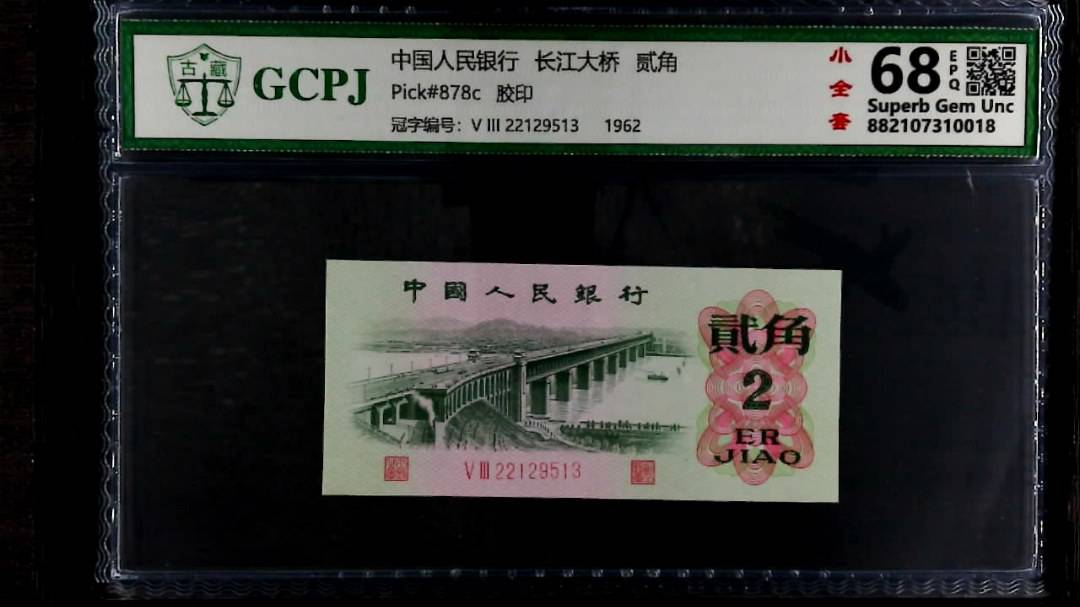 古藏
GCPJ
中国人民银行 长江大桥 贰角
Pick#878c 胶印
冠字编号: V III 22129513 1962
小全套
68
EPQ
Superb Gem Unc
882107310018
中國人民銀行
貳角
2
ER
JIAO
V III 22129513